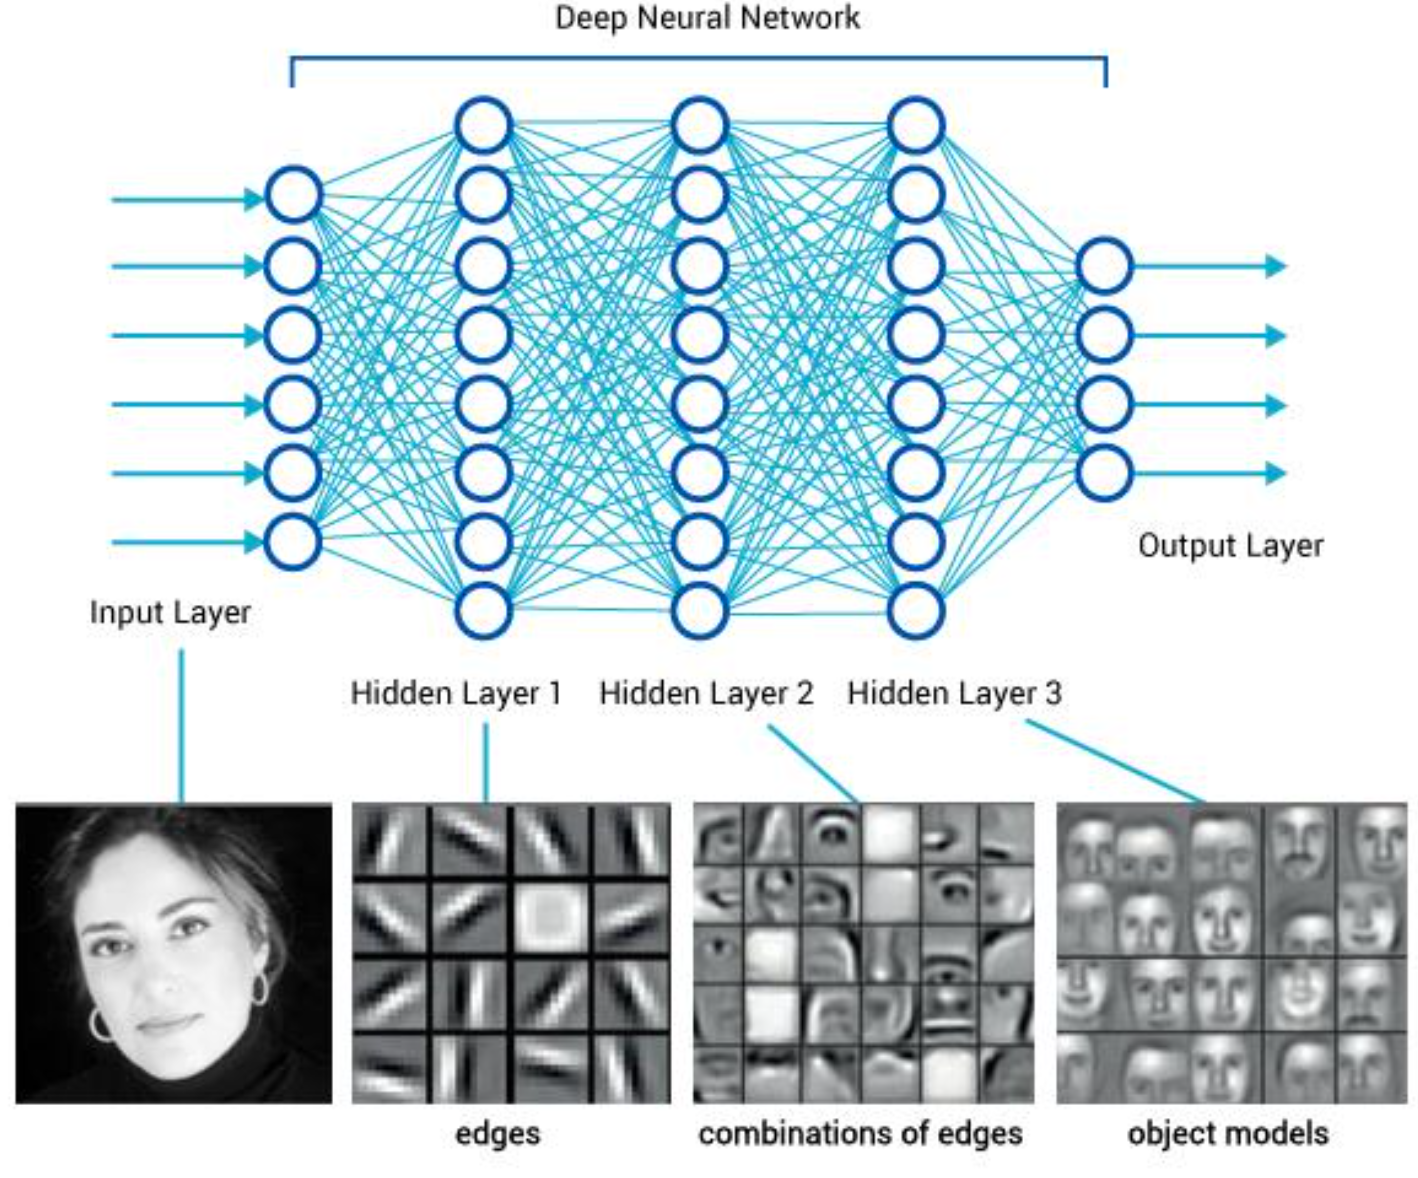 Deep Neural Network
Output Layer
Input Layer
Hidden Layer 1
Hidden Layer 2
Hidden Layer 3
edges
combinations of edges
object models